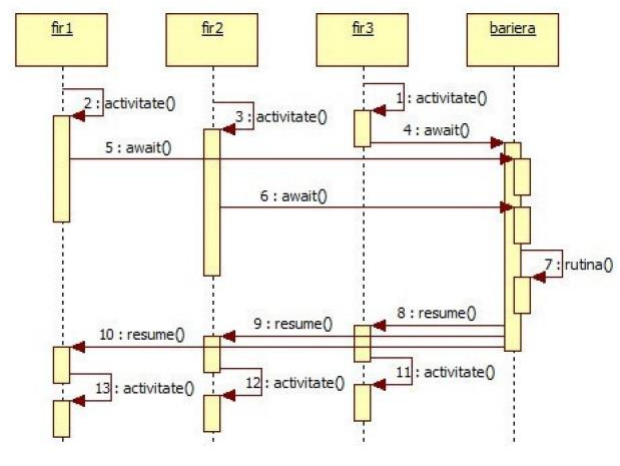 fir1
fir2
fir3
bariera
1 : activitate()
2 : activitate()
3 : activitate()
4 : await()
5 : await()
6 : await()
7 : rutina()
8 : resume()
9 : resume()
10 : resume()
11 : activitate()
12 : activitate()
13 : activitate()